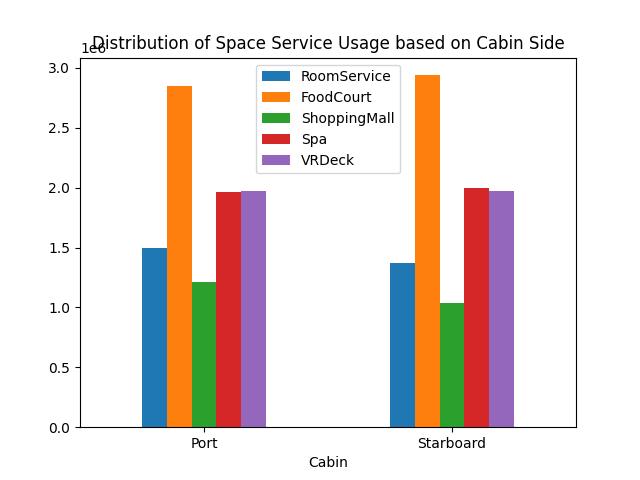 Distribution of Space Service Usage based on Cabin Side
1e6
3.0
2.5
2.0
1.5
1.0
0.5
0.0
RoomService
FoodCourt
ShoppingMall
Spa
VRDeck
Port Starboard
Cabin